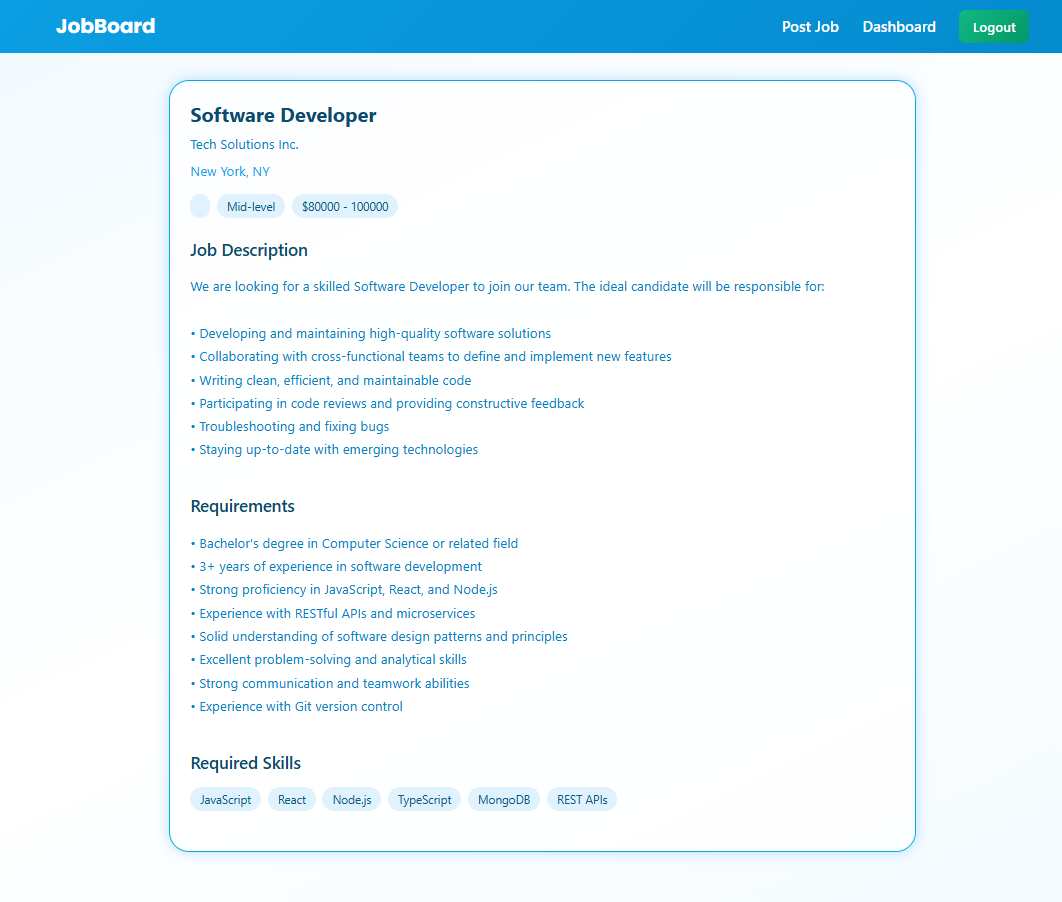 JobBoard
Post Job Dashboard Logout
Software Developer
Tech Solutions Inc.
New York, NY
Mid-level $80000 - 100000
Job Description
We are looking for a skilled Software Developer to join our team. The ideal candidate will be responsible for:
• Developing and maintaining high-quality software solutions
• Collaborating with cross-functional teams to define and implement new features
• Writing clean, efficient, and maintainable code
• Participating in code reviews and providing constructive feedback
• Troubleshooting and fixing bugs
• Staying up-to-date with emerging technologies
Requirements
• Bachelor's degree in Computer Science or related field
• 3+ years of experience in software development
• Strong proficiency in JavaScript, React, and Node.js
• Experience with RESTful APIs and microservices
• Solid understanding of software design patterns and principles
• Excellent problem-solving and analytical skills
• Strong communication and teamwork abilities
• Experience with Git version control
Required Skills
JavaScript React Node.js TypeScript MongoDB REST APIs